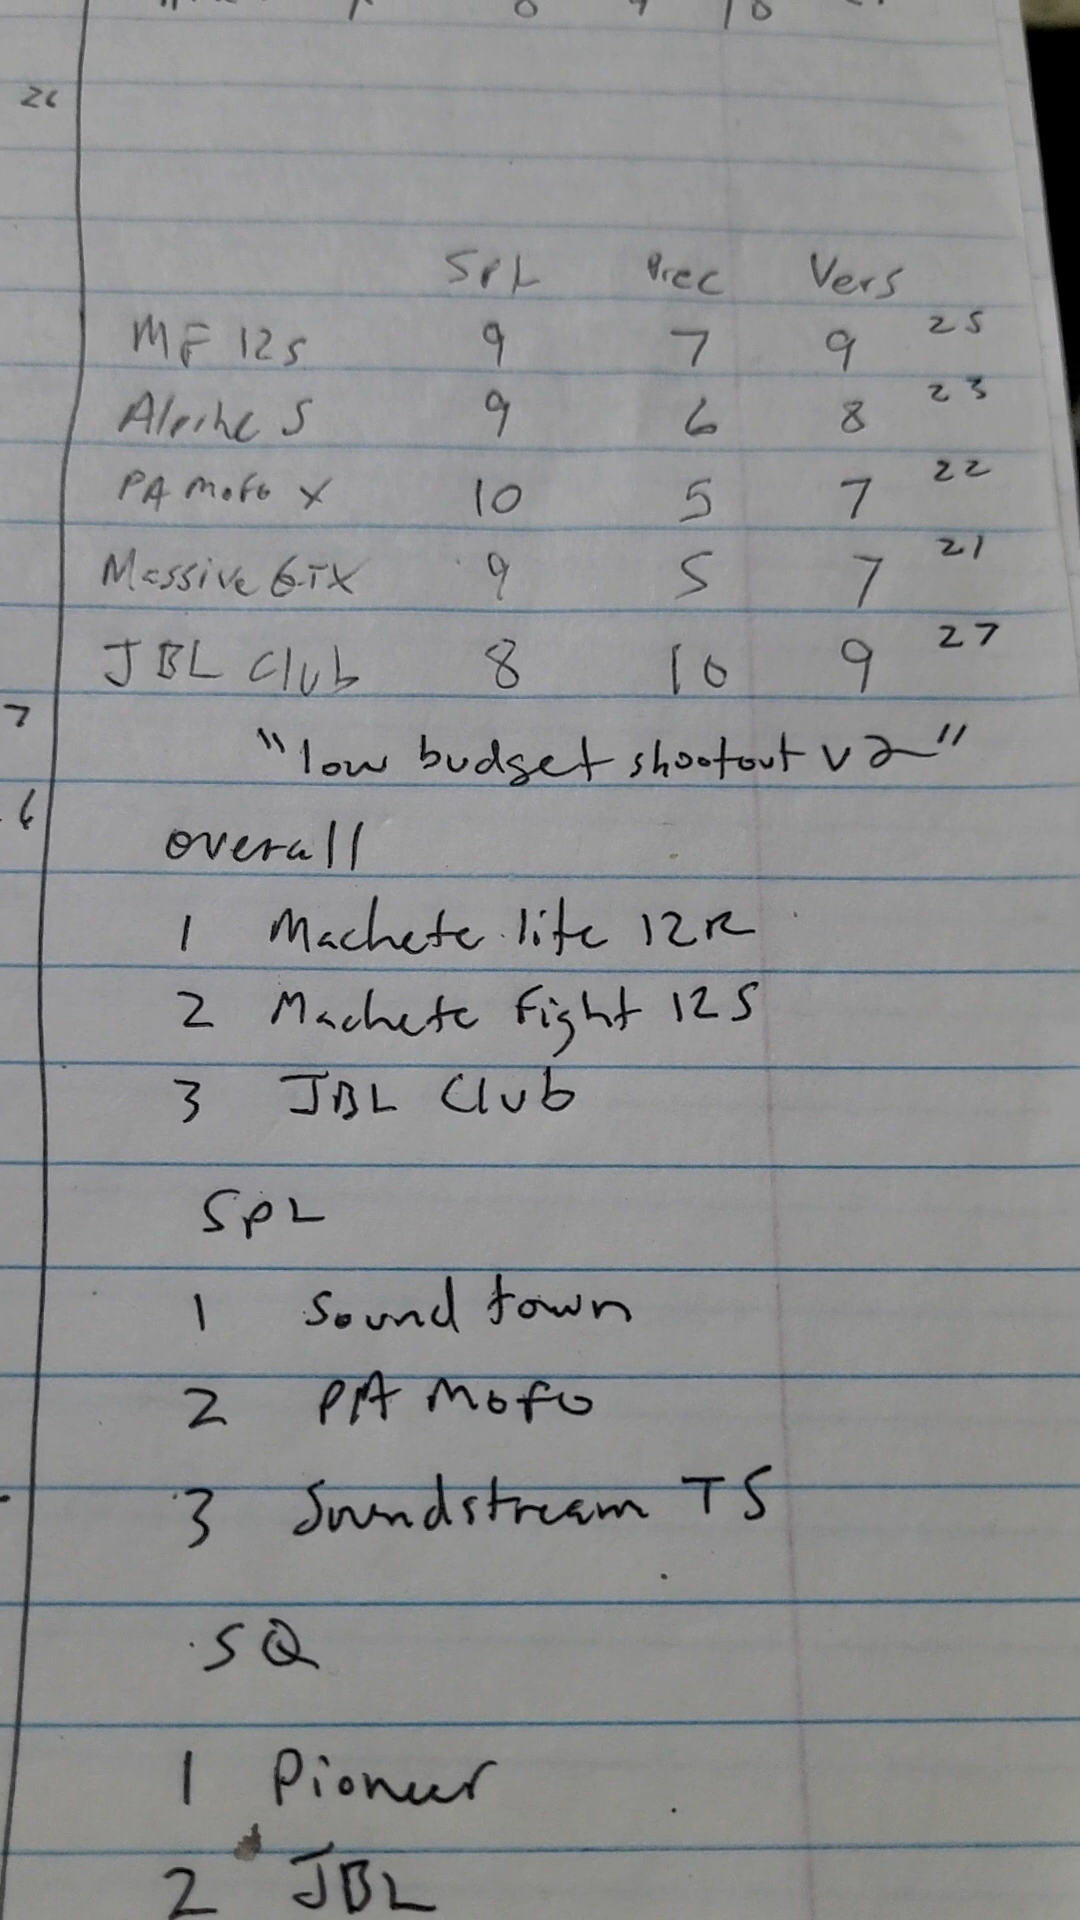 26
SPL Prec Vers
MF 12s 9 7 9 25
Alpine S 9 6 8 23
PA Mofo X 10 5 7 22
Massive GTX 9 5 7 21
JBL Club 8 10 9 27
7
"low budget shootout v2"
6
overall
1 Machete lite 12R
2 Machete Fight 12S
3 JBL Club
SPL
1 Sound town
2 PA Mofo
3 Soundstream TS
SQ
1 Pioneer
2 JBL